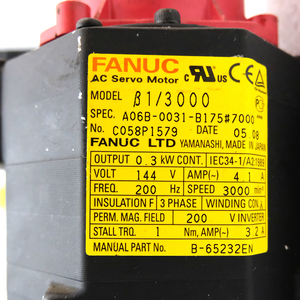 FANUC
AC Servo Motor
MODEL β1/3000
SPEC. A06B-0031-B175#7000
No. C058P1579 DATE 05 08
FANUC LTD YAMANASHI, MADE IN JAPAN
OUTPUT 0.3 kW CONT. IEC34-1/A2:1989
VOLT 144 V AMP(~) 4.1 A
FREQ. 200 Hz SPEED 3000 min
INSULATION F 3 PHASE WINDING CON.
PERM. MAG. FIELD 200 V INVERTER
STALL TRQ. 1 Nm, AMP(~) 3.2 A
MANUAL PART No. B-65232EN